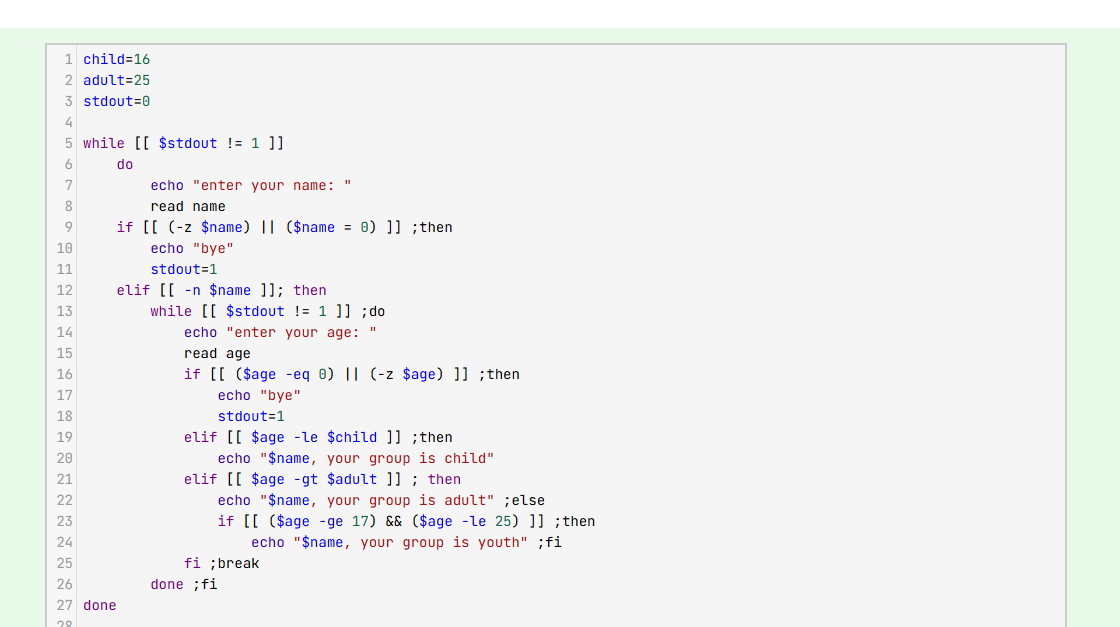 1 child=16
2 adult=25
3 stdout=0
4
5 while [[ $stdout != 1 ]]
6     do
7         echo "enter your name: "
8         read name
9     if [[ (-z $name) || ($name = 0) ]] ;then
10         echo "bye"
11         stdout=1
12     elif [[ -n $name ]]; then
13         while [[ $stdout != 1 ]] ;do
14             echo "enter your age: "
15             read age
16             if [[ ($age -eq 0) || (-z $age) ]] ;then
17                 echo "bye"
18                 stdout=1
19             elif [[ $age -le $child ]] ;then
20                 echo "$name, your group is child"
21             elif [[ $age -gt $adult ]] ; then
22                 echo "$name, your group is adult" ;else
23                 if [[ ($age -ge 17) && ($age -le 25) ]] ;then
24                     echo "$name, your group is youth" ;fi
25             fi ;break
26         done ;fi
27 done
28